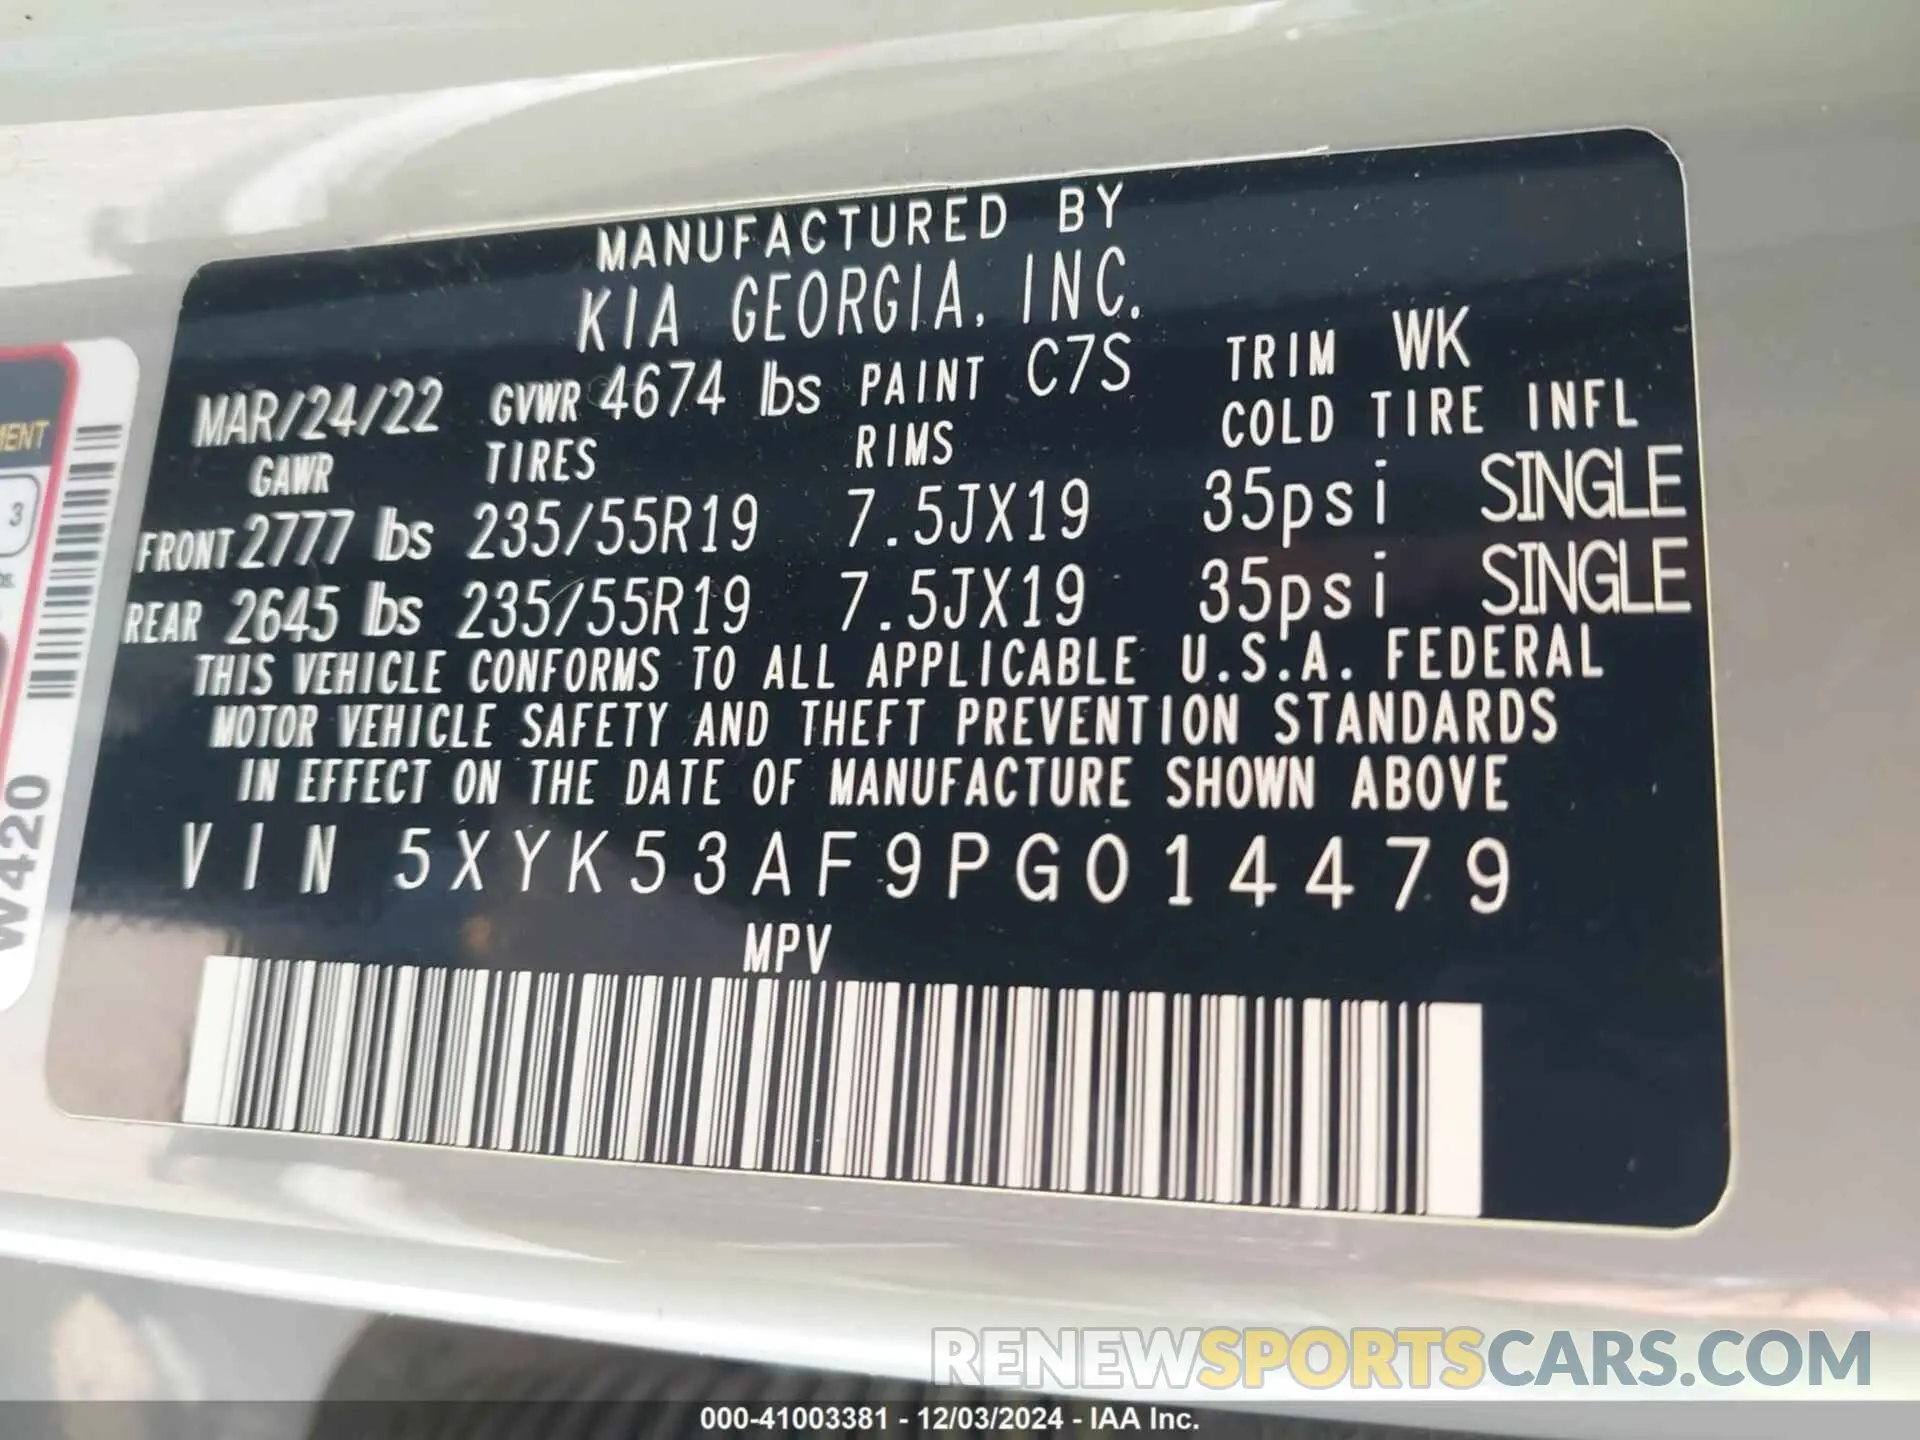 MANUFACTURED BY
KIA GEORGIA, INC.
MAR/24/22 GVWR 4674 lbs PAINT C7S TRIM WK
GAWR TIRES RIMS COLD TIRE INFL
FRONT 2777 lbs 235/55R19 7.5JX19 35psi SINGLE
REAR 2645 lbs 235/55R19 7.5JX19 35psi SINGLE
THIS VEHICLE CONFORMS TO ALL APPLICABLE U.S.A. FEDERAL
MOTOR VEHICLE SAFETY AND THEFT PREVENTION STANDARDS
IN EFFECT ON THE DATE OF MANUFACTURE SHOWN ABOVE
VIN 5XYK53AF9PG014479
MPV
3
W420
RENEWSPORTSCARS.COM
000-41003381 - 12/03/2024 - IAA Inc.